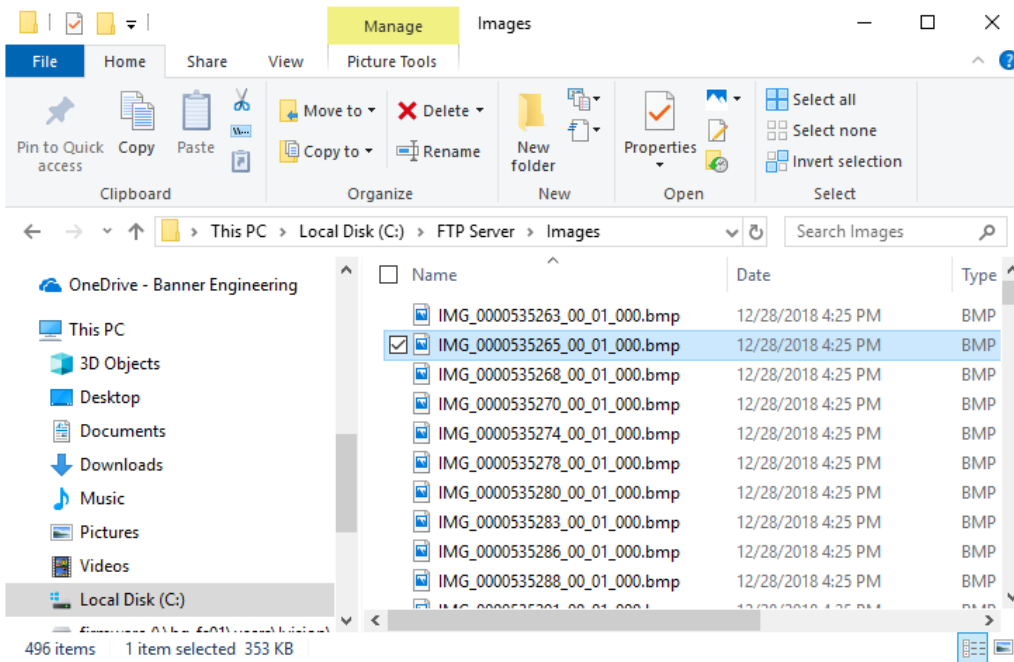 Manage Images
File Home Share View Picture Tools
Pin to Quick access
Copy
Paste
Move to
Copy to
Delete
Rename
New folder
Properties
Select all
Select none
Invert selection
Clipboard Organize New Open Select
This PC > Local Disk (C:) > FTP Server > Images Search Images
OneDrive - Banner Engineering
This PC
3D Objects
Desktop
Documents
Downloads
Music
Pictures
Videos
Local Disk (C:)
Name Date Type
IMG_0000535263_00_01_000.bmp 12/28/2018 4:25 PM BMP
IMG_0000535265_00_01_000.bmp 12/28/2018 4:25 PM BMP
IMG_0000535268_00_01_000.bmp 12/28/2018 4:25 PM BMP
IMG_0000535270_00_01_000.bmp 12/28/2018 4:25 PM BMP
IMG_0000535274_00_01_000.bmp 12/28/2018 4:25 PM BMP
IMG_0000535278_00_01_000.bmp 12/28/2018 4:25 PM BMP
IMG_0000535280_00_01_000.bmp 12/28/2018 4:25 PM BMP
IMG_0000535283_00_01_000.bmp 12/28/2018 4:25 PM BMP
IMG_0000535286_00_01_000.bmp 12/28/2018 4:25 PM BMP
IMG_0000535288_00_01_000.bmp 12/28/2018 4:25 PM BMP
496 items 1 item selected 353 KB